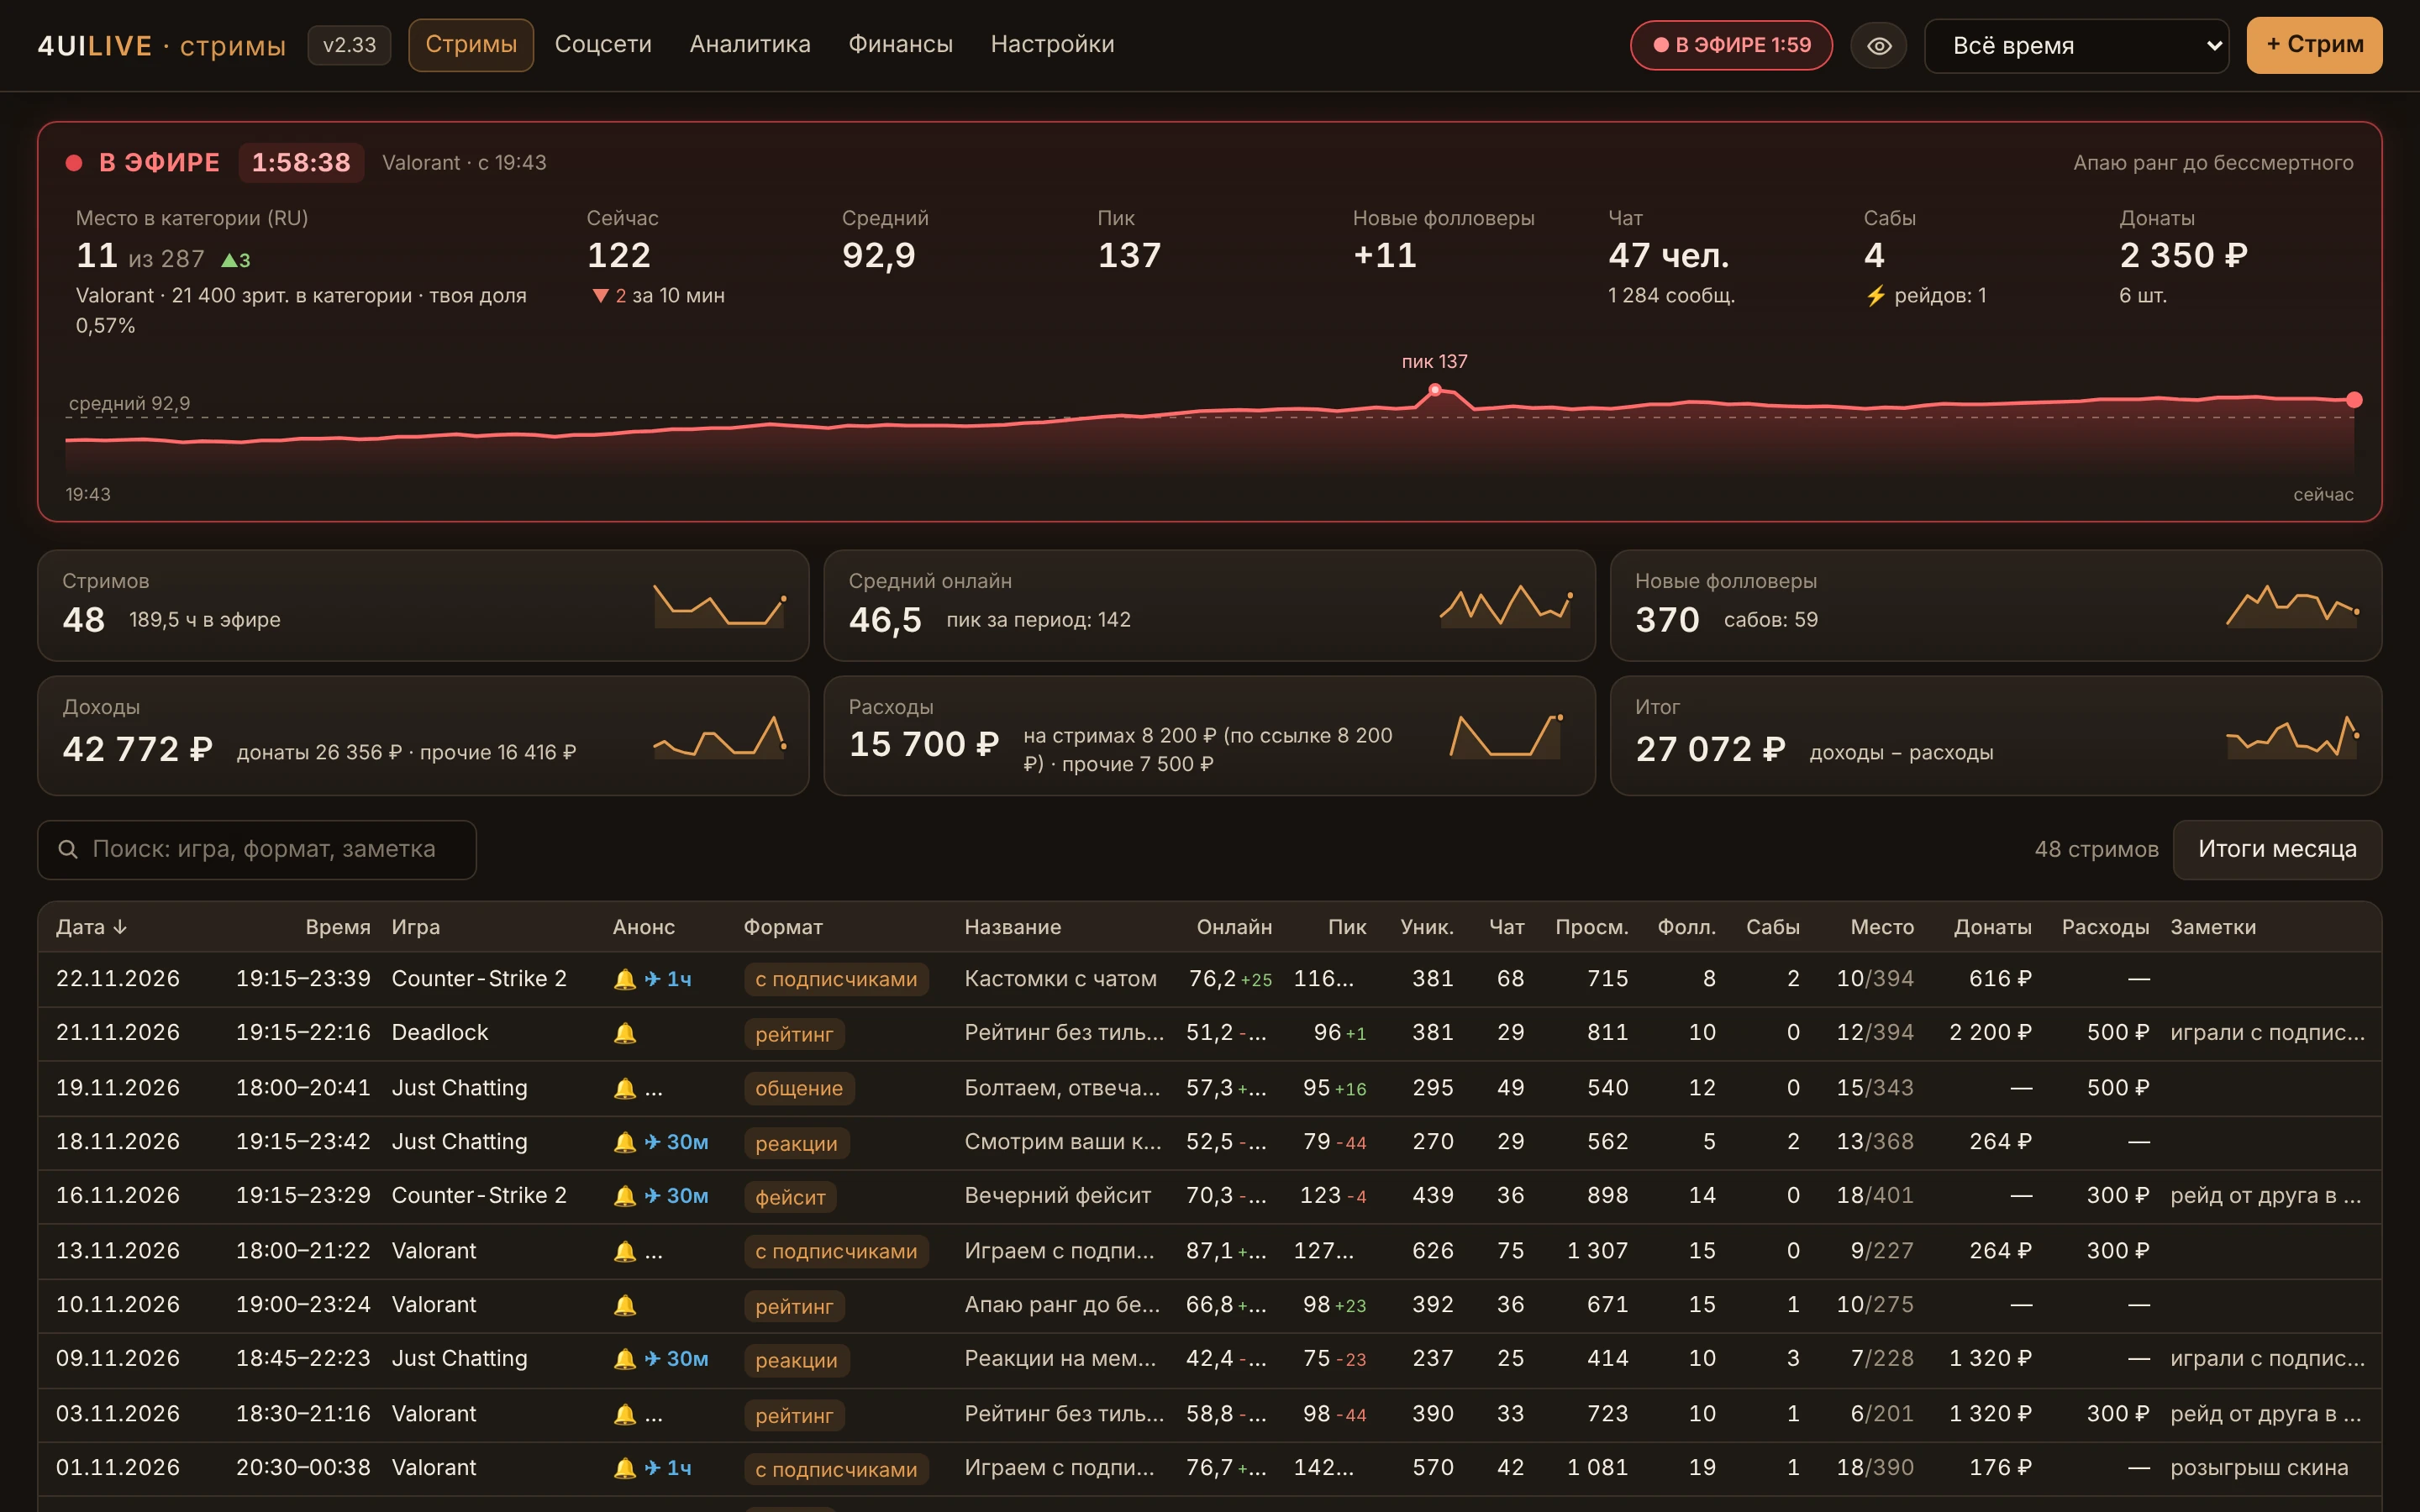 4UILIVE · стримы v2.33 Стримы Соцсети Аналитика Финансы Настройки В ЭФИРЕ 1:59 Всё время + Стрим
В ЭФИРЕ 1:58:38 Valorant · с 19:43 Апаю ранг до бессмертного
Место в категории (RU) Сейчас Средний Пик Новые фолловеры Чат Сабы Донаты
11 из 287 ▲3 122 92,9 137 +11 47 чел. 4 2 350 ₽
Valorant · 21 400 зрит. в категории · твоя доля ▼ 2 за 10 мин 1 284 сообщ. ⚡ рейдов: 1 6 шт.
0,57%
пик 137
средний 92,9
19:43 сейчас
Стримов Средний онлайн Новые фолловеры
48 189,5 ч в эфире 46,5 пик за период: 142 370 сабов: 59
Доходы Расходы Итог
42 772 ₽ донаты 26 356 ₽ · прочие 16 416 ₽ 15 700 ₽ на стримах 8 200 ₽ (по ссылке 8 200 27 072 ₽ доходы − расходы
₽) · прочие 7 500 ₽
Поиск: игра, формат, заметка 48 стримов Итоги месяца
Дата ↓ Время Игра Анонс Формат Название Онлайн Пик Уник. Чат Просм. Фолл. Сабы Место Донаты Расходы Заметки
22.11.2026 19:15–23:39 Counter-Strike 2 🔔 ✈ 1ч с подписчиками Кастомки с чатом 76,2 +25 116... 381 68 715 8 2 10/394 616 ₽ —
21.11.2026 19:15–22:16 Deadlock 🔔 рейтинг Рейтинг без тиль... 51,2 -... 96 +1 381 29 811 10 0 12/394 2 200 ₽ 500 ₽ играли с подпис...
19.11.2026 18:00–20:41 Just Chatting 🔔 ... общение Болтаем, отвеча... 57,3 +... 95 +16 295 49 540 12 0 15/343 — 500 ₽
18.11.2026 19:15–23:42 Just Chatting 🔔 ✈ 30м реакции Смотрим ваши к... 52,5 -... 79 -44 270 29 562 5 2 13/368 264 ₽ —
16.11.2026 19:15–23:29 Counter-Strike 2 🔔 ✈ 30м фейсит Вечерний фейсит 70,3 -... 123 -4 439 36 898 14 0 18/401 — 300 ₽ рейд от друга в ...
13.11.2026 18:00–21:22 Valorant 🔔 ... с подписчиками Играем с подпи... 87,1 +... 127... 626 75 1 307 15 0 9/227 264 ₽ 300 ₽
10.11.2026 19:00–23:24 Valorant 🔔 рейтинг Апаю ранг до бе... 66,8 +... 98 +23 392 36 671 15 1 10/275 — —
09.11.2026 18:45–22:23 Just Chatting 🔔 ✈ 30м реакции Реакции на мем... 42,4 -... 75 -23 237 25 414 10 3 7/228 1 320 ₽ — играли с подпис...
03.11.2026 18:30–21:16 Valorant 🔔 ... рейтинг Рейтинг без тиль... 58,8 -... 98 -44 390 33 723 10 1 6/201 1 320 ₽ 300 ₽ рейд от друга в ...
01.11.2026 20:30–00:38 Valorant 🔔 ✈ 1ч с подписчиками Играем с подпи... 76,7 +... 142... 570 42 1 081 19 1 18/390 176 ₽ — розыгрыш скина